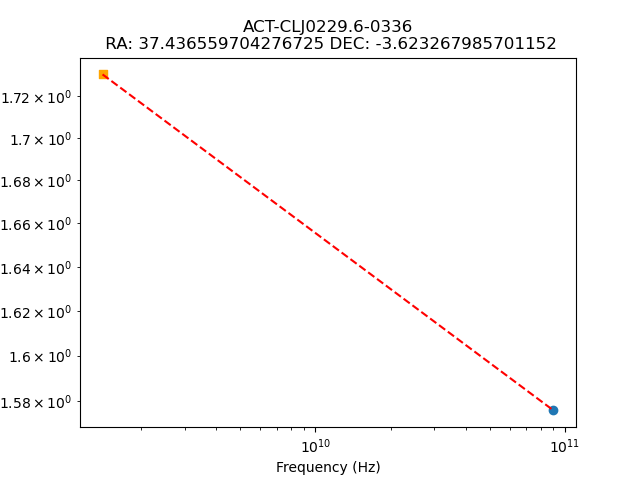 ACT-CLJ0229.6-0336
RA: 37.436559704276725 DEC: -3.623267985701152
1.72 × 10⁰
1.7 × 10⁰
1.68 × 10⁰
1.66 × 10⁰
1.64 × 10⁰
1.62 × 10⁰
1.6 × 10⁰
1.58 × 10⁰
10¹⁰
10¹¹
Frequency (Hz)